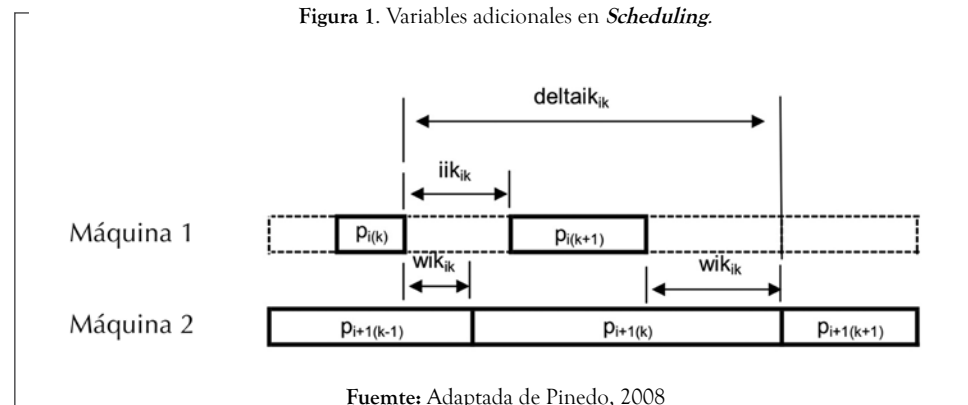 Figura 1. Variables adicionales en Scheduling.
deltaik_ik
iik_ik
Máquina 1
p_i(k)
p_i(k+1)
wik_ik
wik_ik
Máquina 2
p_i+1(k-1)
p_i+1(k)
p_i+1(k+1)
Fuemte: Adaptada de Pinedo, 2008